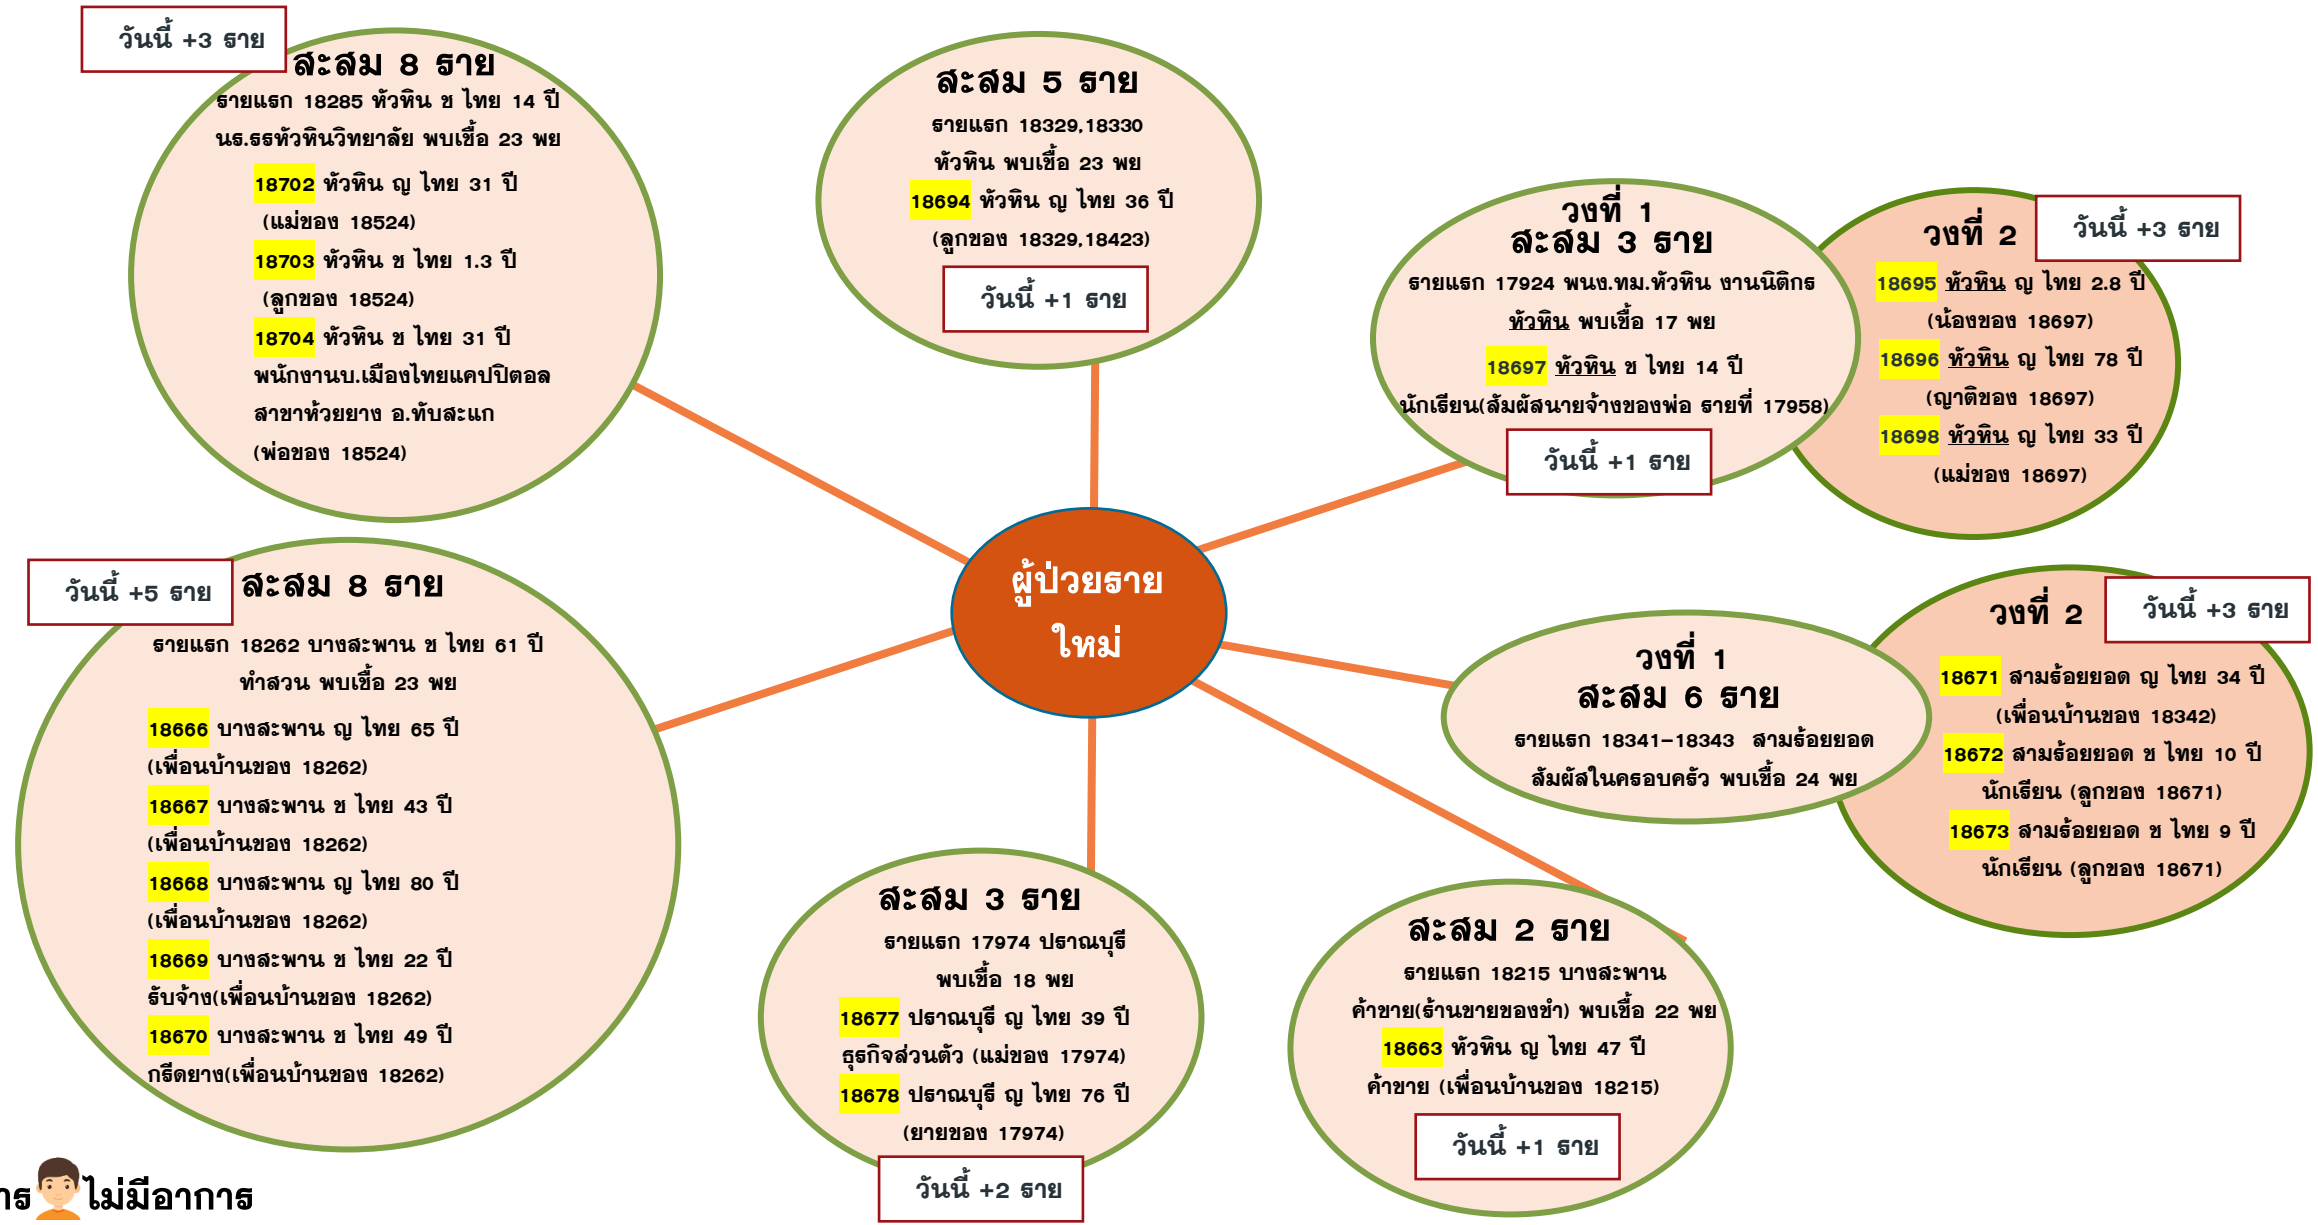 วันนี้ +3 ราย
สะสม 8 ราย
รายแรก 18285 หัวหิน ช ไทย 14 ปี
นร.รรหัวหินวิทยาลัย พบเชื้อ 23 พย
18702 หัวหิน ญ ไทย 31 ปี
(แม่ของ 18524)
18703 หัวหิน ช ไทย 1.3 ปี
(ลูกของ 18524)
18704 หัวหิน ช ไทย 31 ปี
พนักงานบ.เมืองไทยแคปปิตอล
สาขาห้วยยาง อ.ทับสะแก
(พ่อของ 18524)
สะสม 5 ราย
รายแรก 18329,18330
หัวหิน พบเชื้อ 23 พย
18694 หัวหิน ญ ไทย 36 ปี
(ลูกของ 18329,18423)
วันนี้ +1 ราย
วงที่ 1
สะสม 3 ราย
รายแรก 17924 พนง.ทม.หัวหิน งานนิติกร
หัวหิน พบเชื้อ 17 พย
18697 หัวหิน ช ไทย 14 ปี
นักเรียน(สัมผัสนายจ้างของพ่อ รายที่ 17958)
วันนี้ +1 ราย
วงที่ 2
วันนี้ +3 ราย
18695 หัวหิน ญ ไทย 2.8 ปี
(น้องของ 18697)
18696 หัวหิน ญ ไทย 78 ปี
(ญาติของ 18697)
18698 หัวหิน ญ ไทย 33 ปี
(แม่ของ 18697)
ผู้ป่วยราย
ใหม่
วันนี้ +5 ราย
สะสม 8 ราย
รายแรก 18262 บางสะพาน ช ไทย 61 ปี
ทำสวน พบเชื้อ 23 พย
18666 บางสะพาน ญ ไทย 65 ปี
(เพื่อนบ้านของ 18262)
18667 บางสะพาน ช ไทย 43 ปี
(เพื่อนบ้านของ 18262)
18668 บางสะพาน ญ ไทย 80 ปี
(เพื่อนบ้านของ 18262)
18669 บางสะพาน ช ไทย 22 ปี
รับจ้าง(เพื่อนบ้านของ 18262)
18670 บางสะพาน ช ไทย 49 ปี
กรีดยาง(เพื่อนบ้านของ 18262)
สะสม 3 ราย
รายแรก 17974 ปราณบุรี
พบเชื้อ 18 พย
18677 ปราณบุรี ญ ไทย 39 ปี
ธุรกิจส่วนตัว (แม่ของ 17974)
18678 ปราณบุรี ญ ไทย 76 ปี
(ยายของ 17974)
วันนี้ +2 ราย
สะสม 2 ราย
รายแรก 18215 บางสะพาน
ค้าขาย(ร้านขายของชำ) พบเชื้อ 22 พย
18663 หัวหิน ญ ไทย 47 ปี
ค้าขาย (เพื่อนบ้านของ 18215)
วันนี้ +1 ราย
วงที่ 1
สะสม 6 ราย
รายแรก 18341-18343 สามร้อยยอด
สัมผัสในครอบครัว พบเชื้อ 24 พย
วงที่ 2
วันนี้ +3 ราย
18671 สามร้อยยอด ญ ไทย 34 ปี
(เพื่อนบ้านของ 18342)
18672 สามร้อยยอด ช ไทย 10 ปี
นักเรียน (ลูกของ 18671)
18673 สามร้อยยอด ช ไทย 9 ปี
นักเรียน (ลูกของ 18671)
ไม่มีอาการ